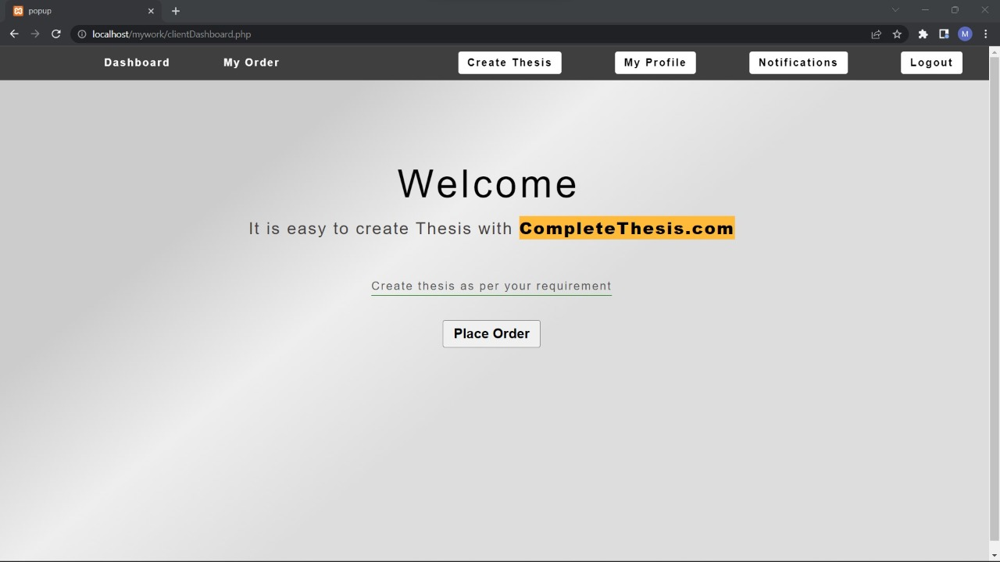 popup
localhost/mywork/clientDashboard.php
M
Dashboard My Order Create Thesis My Profile Notifications Logout
Welcome
It is easy to create Thesis with CompleteThesis.com
Create thesis as per your requirement
Place Order